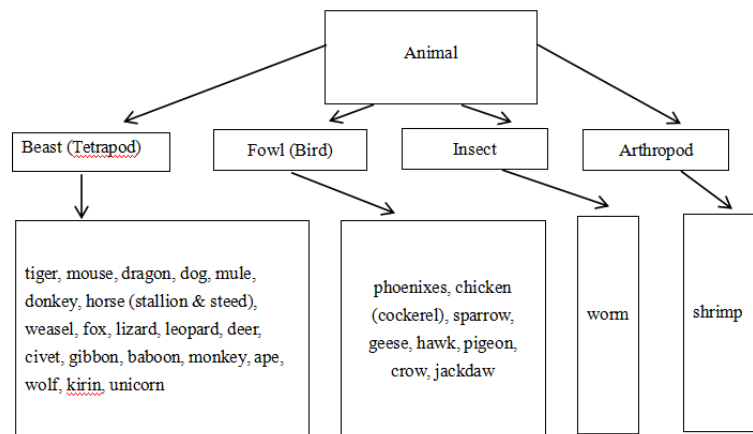 Animal
Beast (Tetrapod)
Fowl (Bird)
Insect
Arthropod
tiger, mouse, dragon, dog, mule,
donkey, horse (stallion & steed),
weasel, fox, lizard, leopard, deer,
civet, gibbon, baboon, monkey, ape,
wolf, kirin, unicorn
phoenixes, chicken
(cockerel), sparrow,
geese, hawk, pigeon,
crow, jackdaw
worm
shrimp